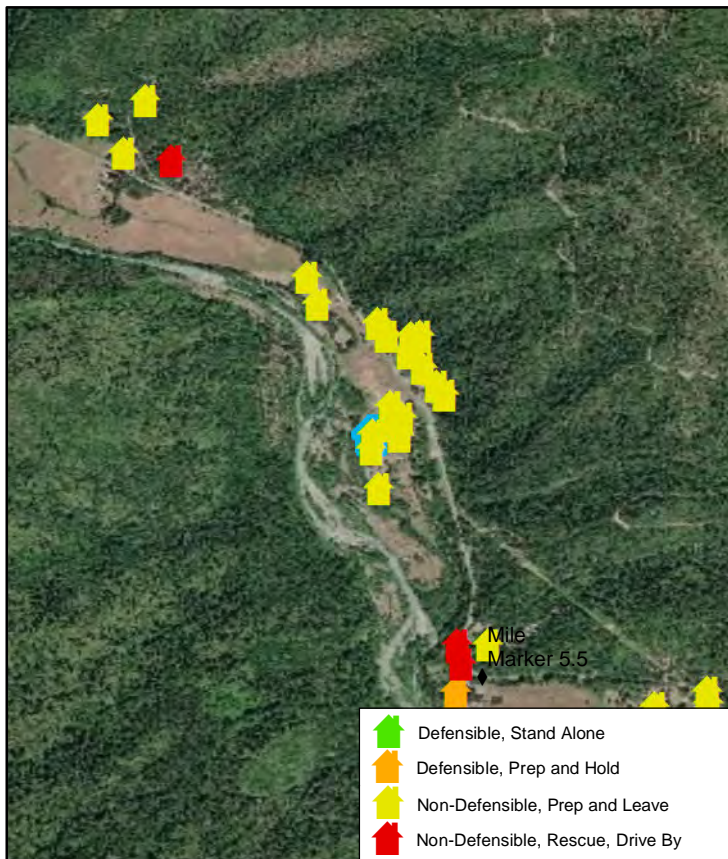 Mile
Marker 5.5
Defensible, Stand Alone
Defensible, Prep and Hold
Non-Defensible, Prep and Leave
Non-Defensible, Rescue, Drive By